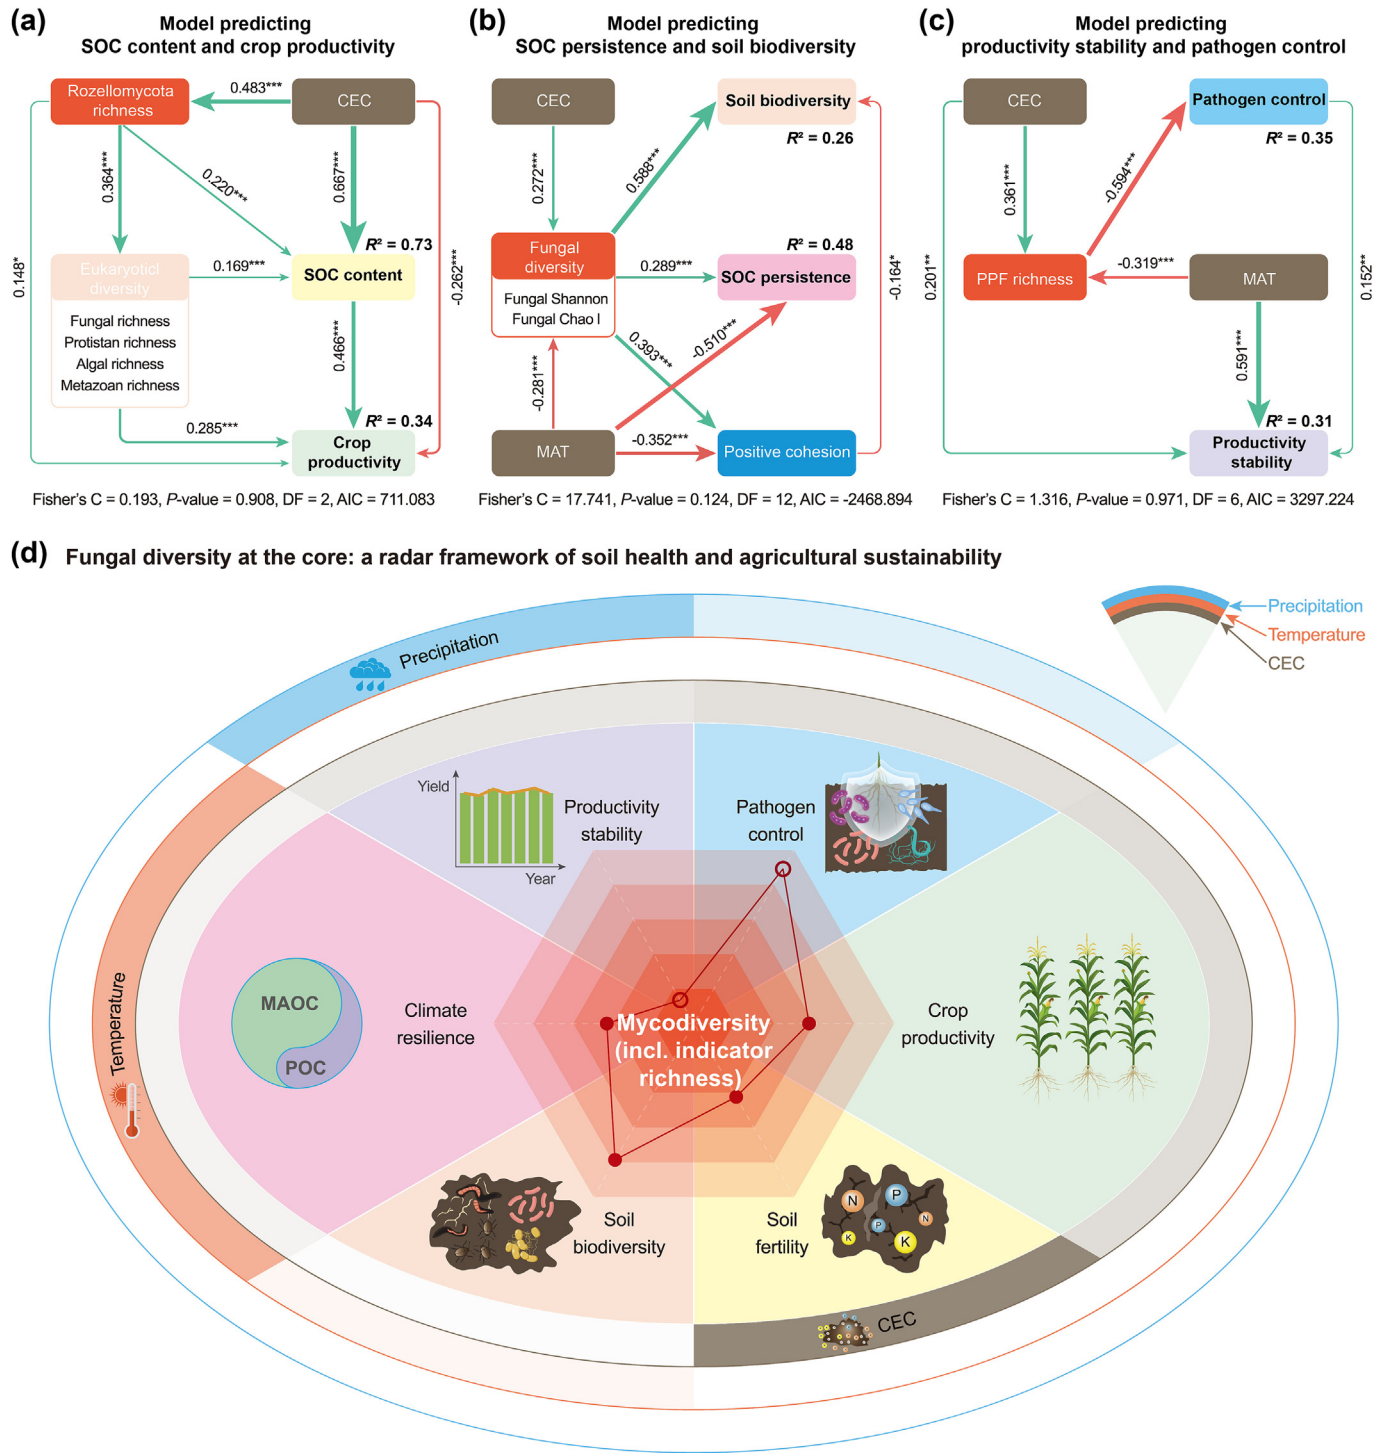 (a)
Model predicting
SOC content and crop productivity
Rozellomycota
richness
0.483***
CEC
0.364***
0.220***
0.667***
R² = 0.73
Eukaryoticl
diversity
0.169***
SOC content
0.148*
-0.262***
Fungal richness
Protistan richness
Algal richness
Metazoan richness
0.466***
R² = 0.34
0.285***
Crop
productivity
Fisher's C = 0.193, P-value = 0.908, DF = 2, AIC = 711.083
(b)
Model predicting
SOC persistence and soil biodiversity
CEC
Soil biodiversity
R² = 0.26
0.272***
0.588***
Fungal
diversity
R² = 0.48
0.289***
SOC persistence
Fungal Shannon
Fungal Chao I
-0.164*
0.393***
-0.510***
-0.281***
MAT
-0.352***
Positive cohesion
Fisher's C = 17.741, P-value = 0.124, DF = 12, AIC = -2468.894
(c)
Model predicting
productivity stability and pathogen control
CEC
Pathogen control
R² = 0.35
0.361***
-0.594***
PPF richness
-0.319***
MAT
0.201**
0.152**
0.591***
R² = 0.31
Productivity
stability
Fisher's C = 1.316, P-value = 0.971, DF = 6, AIC = 3297.224
(d) Fungal diversity at the core: a radar framework of soil health and agricultural sustainability
Precipitation
Temperature
CEC
Precipitation
Yield
Year
Productivity
stability
Pathogen
control
Temperature
MAOC
POC
Climate
resilience
Mycodiversity
(incl. indicator
richness)
Crop
productivity
Soil
biodiversity
Soil
fertility
N
P
N
P
K
K
CEC